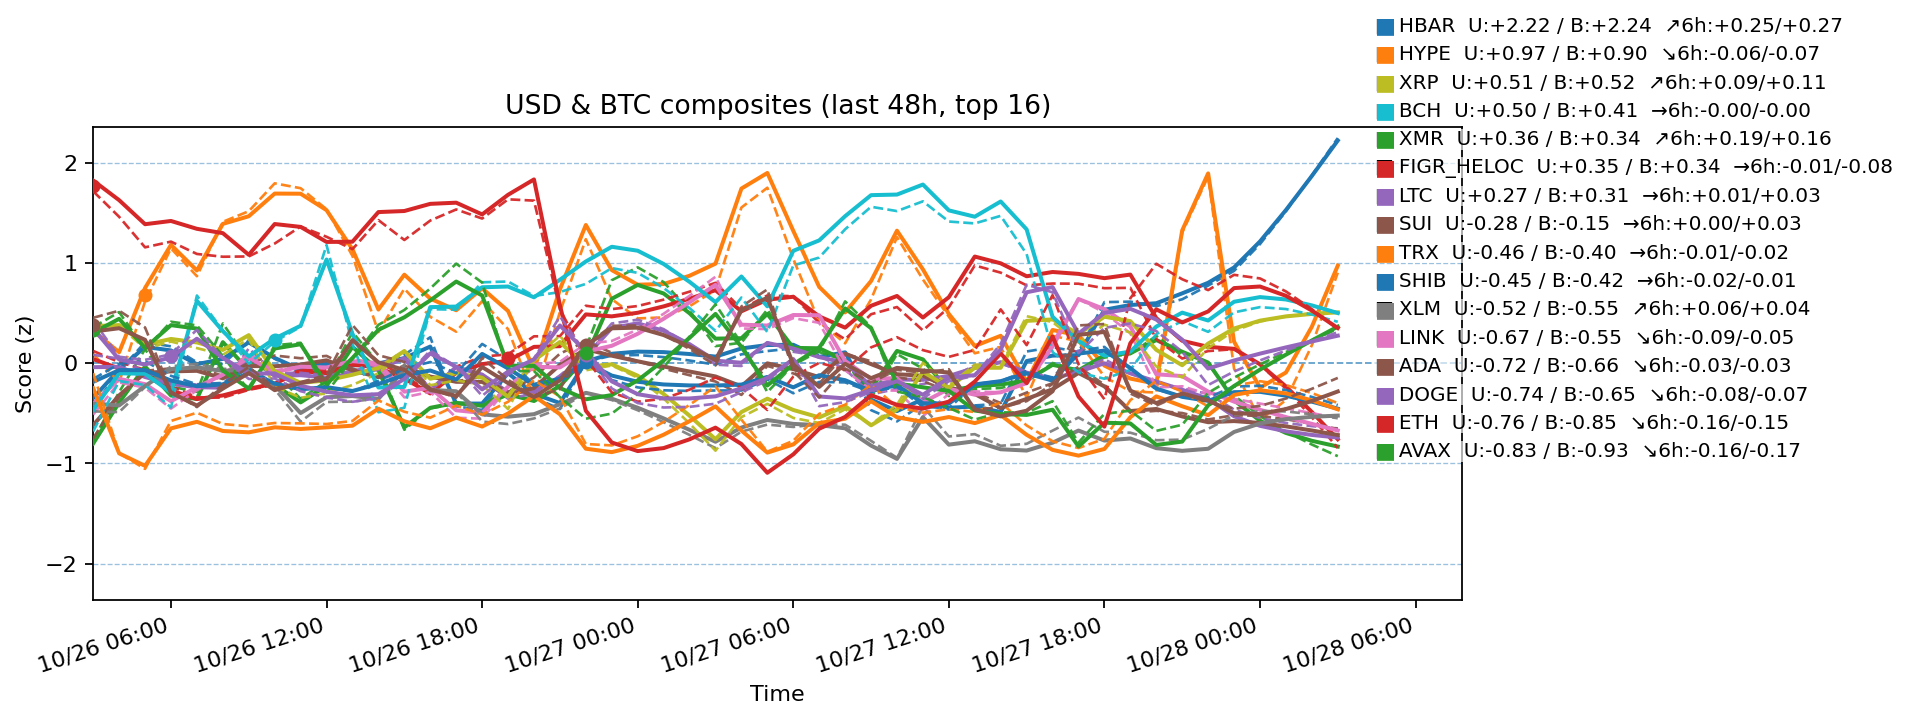 HBAR U:+2.22 / B:+2.24 ↗6h:+0.25/+0.27
HYPE U:+0.97 / B:+0.90 ↘6h:-0.06/-0.07
XRP U:+0.51 / B:+0.52 ↗6h:+0.09/+0.11
BCH U:+0.50 / B:+0.41 →6h:-0.00/-0.00
XMR U:+0.36 / B:+0.34 ↗6h:+0.19/+0.16
FIGR_HELOC U:+0.35 / B:+0.34 →6h:-0.01/-0.08
LTC U:+0.27 / B:+0.31 →6h:+0.01/+0.03
SUI U:-0.28 / B:-0.15 →6h:+0.00/+0.03
TRX U:-0.46 / B:-0.40 →6h:-0.01/-0.02
SHIB U:-0.45 / B:-0.42 →6h:-0.02/-0.01
XLM U:-0.52 / B:-0.55 ↗6h:+0.06/+0.04
LINK U:-0.67 / B:-0.55 ↘6h:-0.09/-0.05
ADA U:-0.72 / B:-0.66 ↘6h:-0.03/-0.03
DOGE U:-0.74 / B:-0.65 ↘6h:-0.08/-0.07
ETH U:-0.76 / B:-0.85 ↘6h:-0.16/-0.15
AVAX U:-0.83 / B:-0.93 ↘6h:-0.16/-0.17
USD & BTC composites (last 48h, top 16)
Score (z)
2
1
0
−1
−2
10/26 06:00
10/26 12:00
10/26 18:00
10/27 00:00
10/27 06:00
10/27 12:00
10/27 18:00
10/28 00:00
10/28 06:00
Time